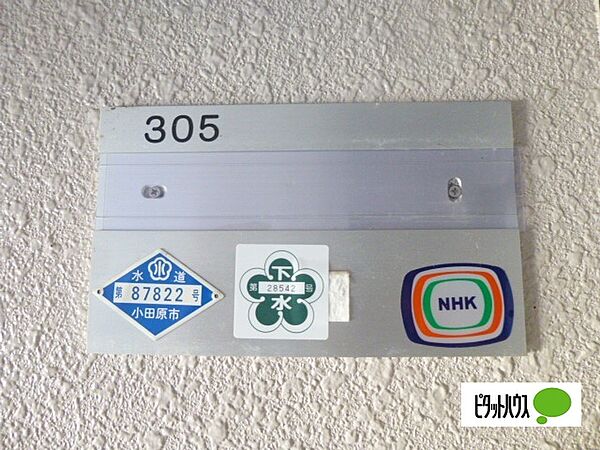 305
水道
第 87822 号
小田原市
下
第 28542 号
水
NHK
ピタットハウス